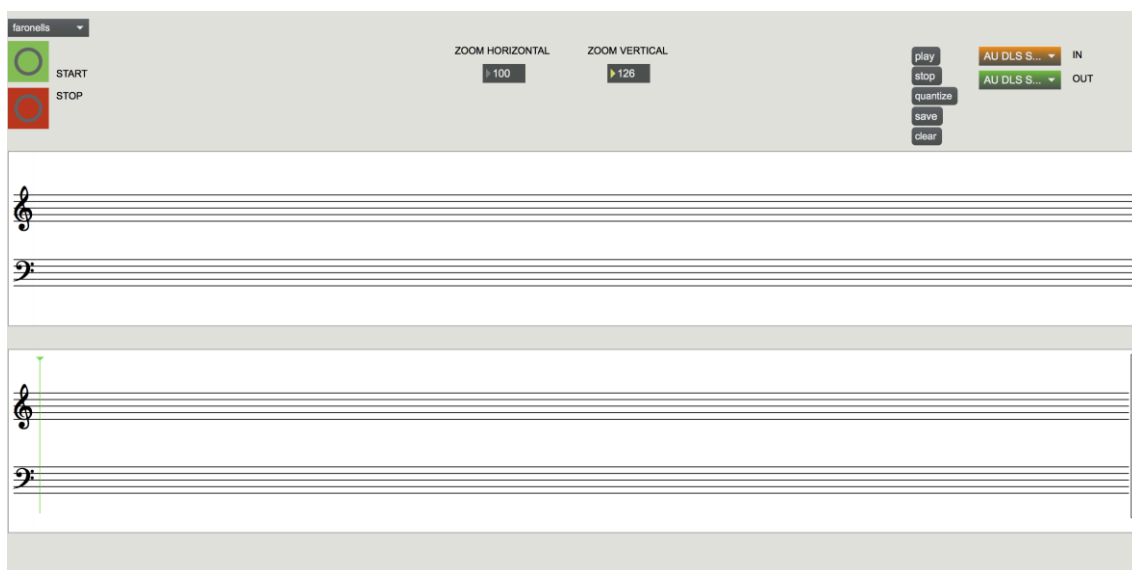 faronells
START
STOP
ZOOM HORIZONTAL
100
ZOOM VERTICAL
126
play
stop
quantize
save
clear
AU DLS S...
IN
AU DLS S...
OUT